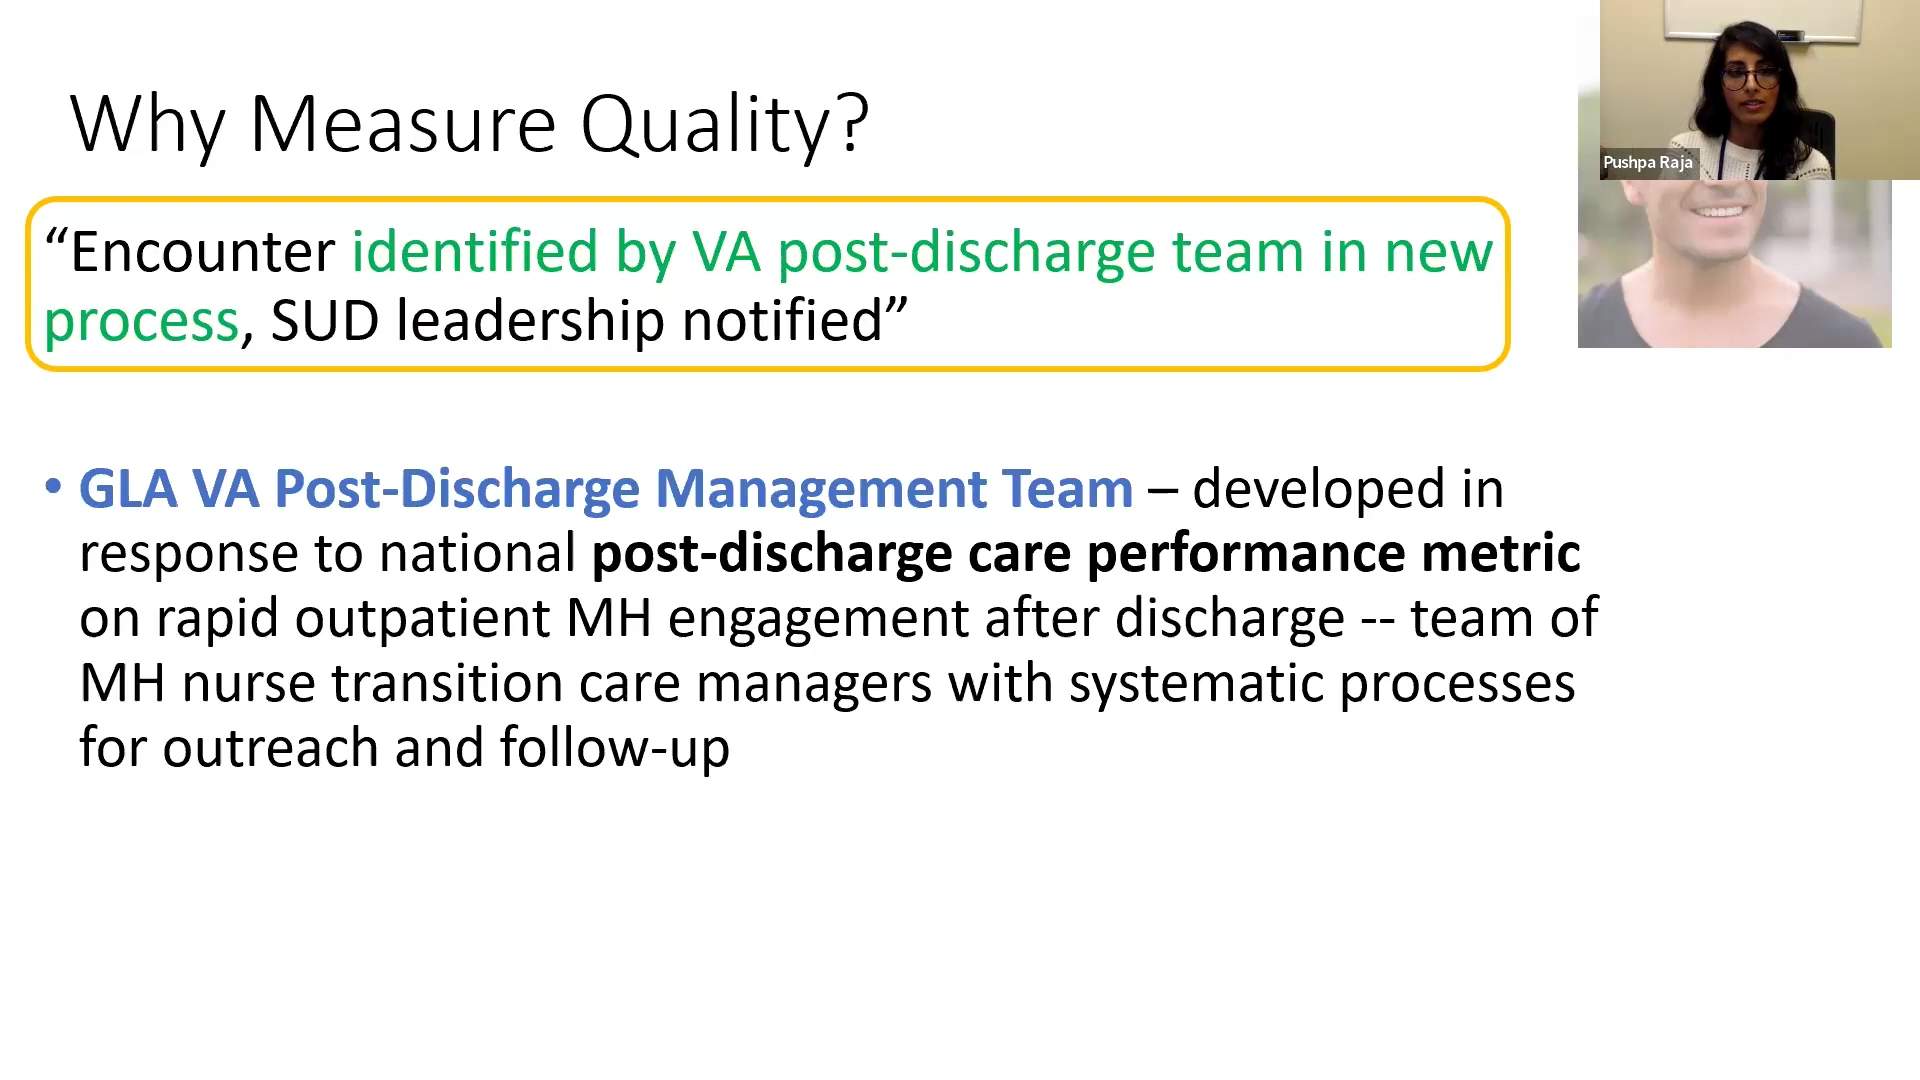 Why Measure Quality?
“Encounter identified by VA post-discharge team in new
process, SUD leadership notified”
• GLA VA Post-Discharge Management Team – developed in
response to national post-discharge care performance metric
on rapid outpatient MH engagement after discharge -- team of
MH nurse transition care managers with systematic processes
for outreach and follow-up
Pushpa Raja